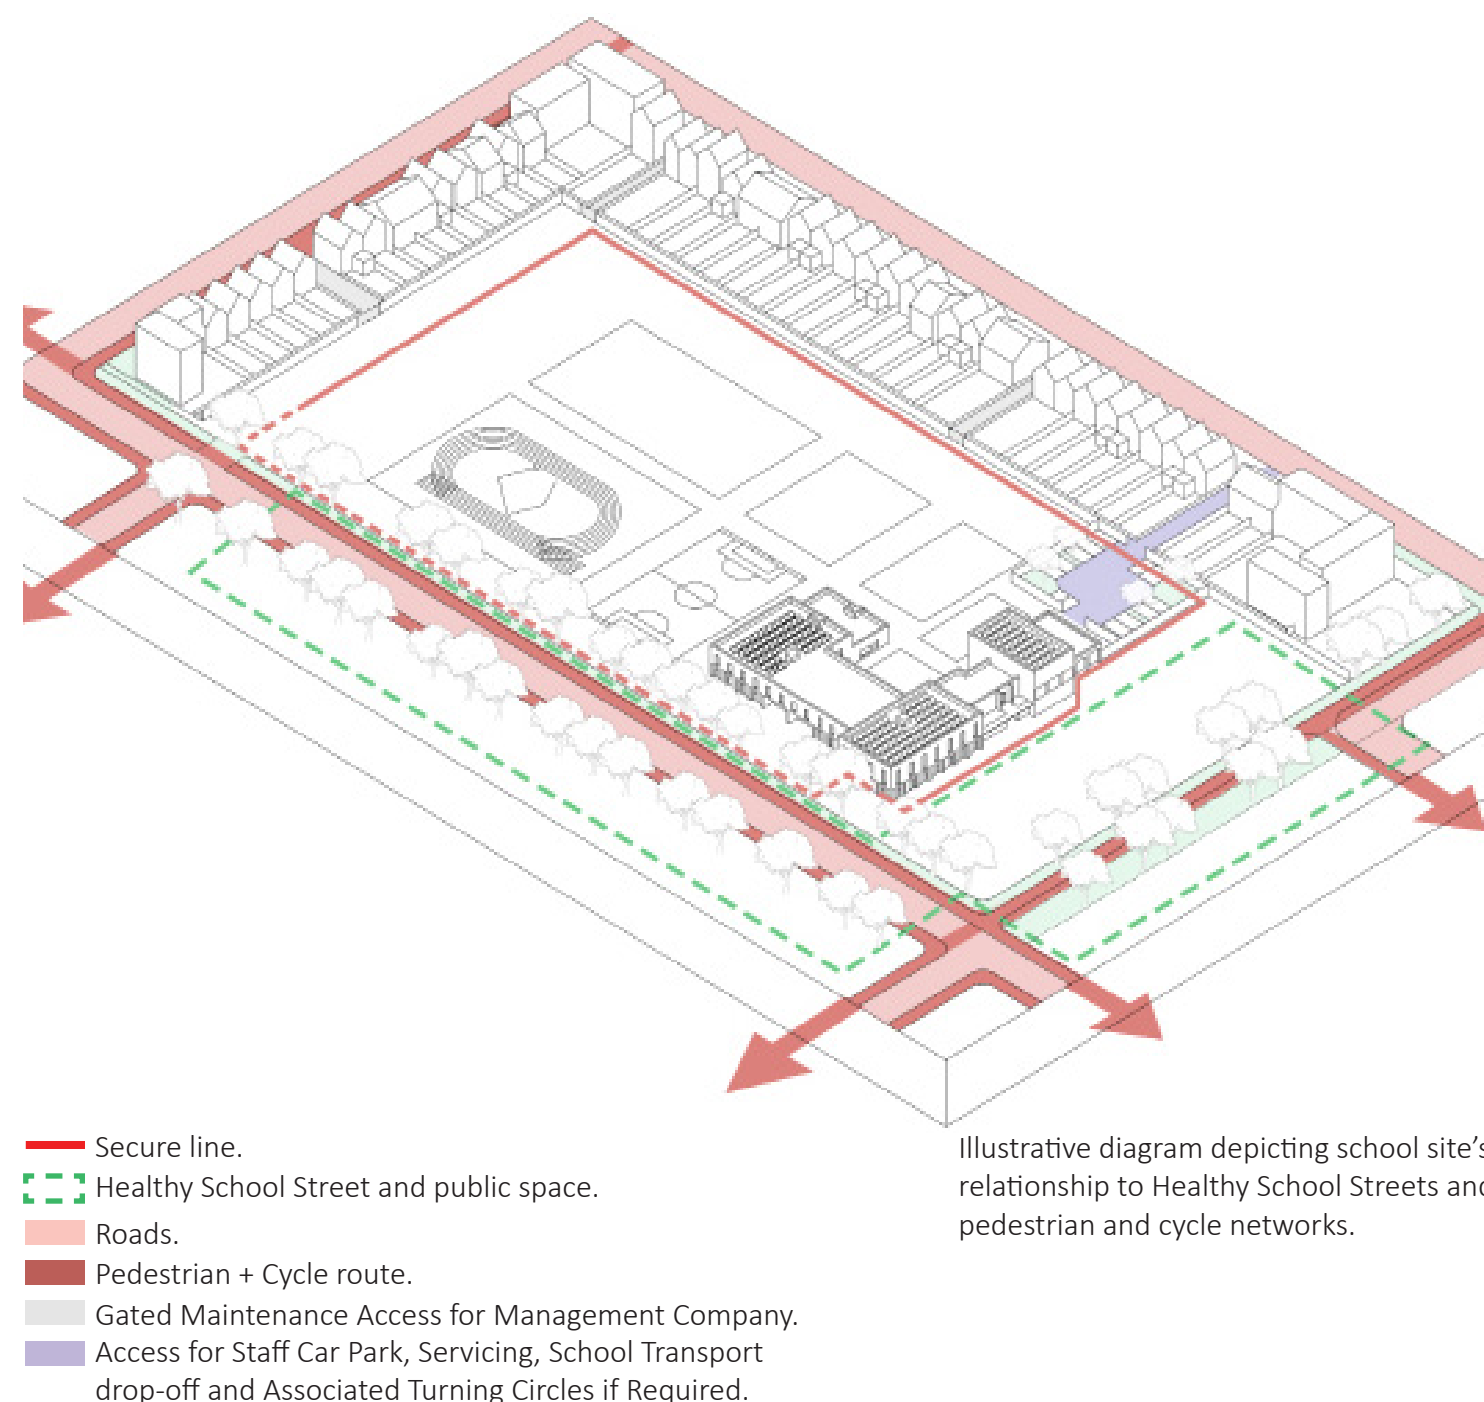 Secure line.
Healthy School Street and public space.
Roads.
Pedestrian + Cycle route.
Gated Maintenance Access for Management Company.
Access for Staff Car Park, Servicing, School Transport
drop-off and Associated Turning Circles if Required.
Illustrative diagram depicting school site’s
relationship to Healthy School Streets and
pedestrian and cycle networks.